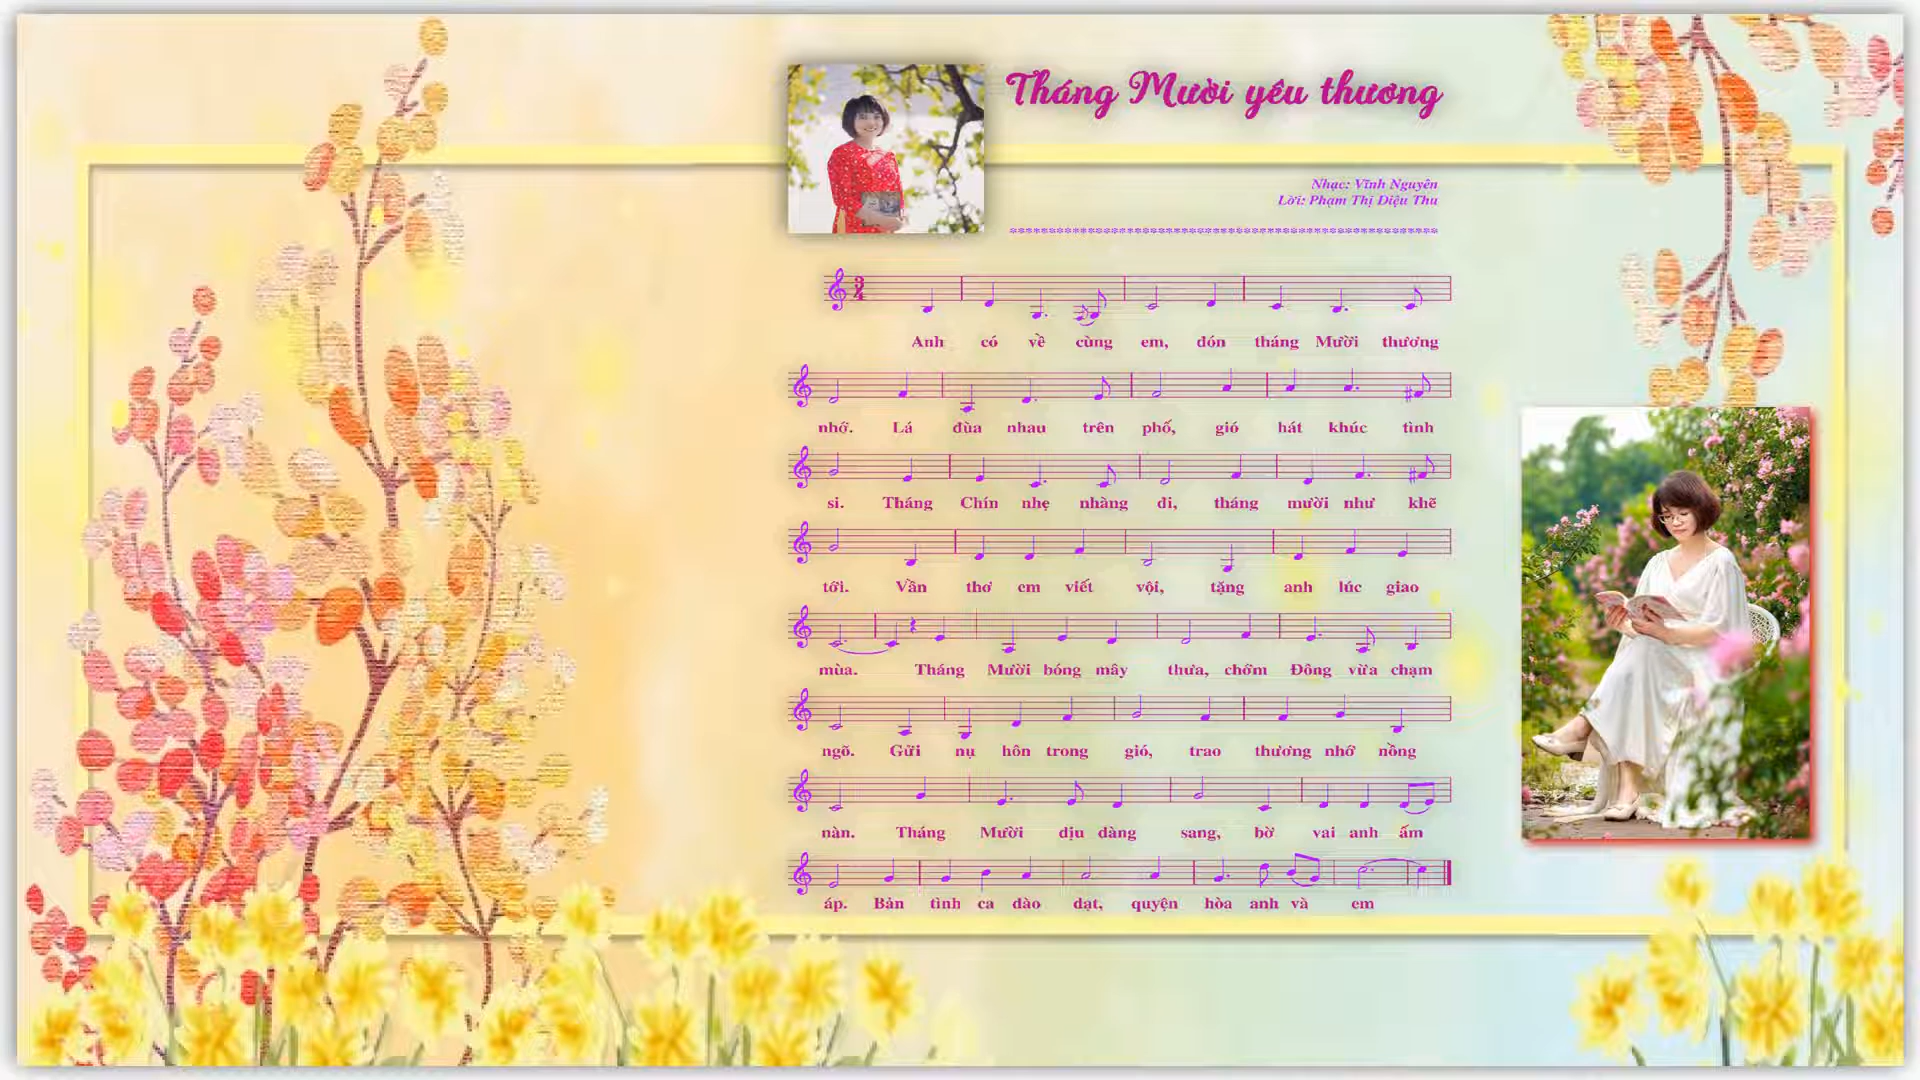 Tháng Mười yêu thương
Nhạc: Vĩnh Nguyên
Lời: Phạm Thị Diệu Thu
Anh có về cùng em, đón tháng Mười thương
nhớ. Lá đùa nhau trên phố, gió hát khúc tình
si. Tháng Chín nhẹ nhàng đi, tháng mười như khẽ
tới. Vần thơ em viết vội, tặng anh lúc giao
mùa. Tháng Mười bóng mây thưa, chớm Đông vừa chạm
ngõ. Gửi nụ hôn trong gió, trao thương nhớ nồng
nàn. Tháng Mười dịu dàng sang, bờ vai anh ấm
áp. Bản tình ca dào dạt, quyện hòa anh và em